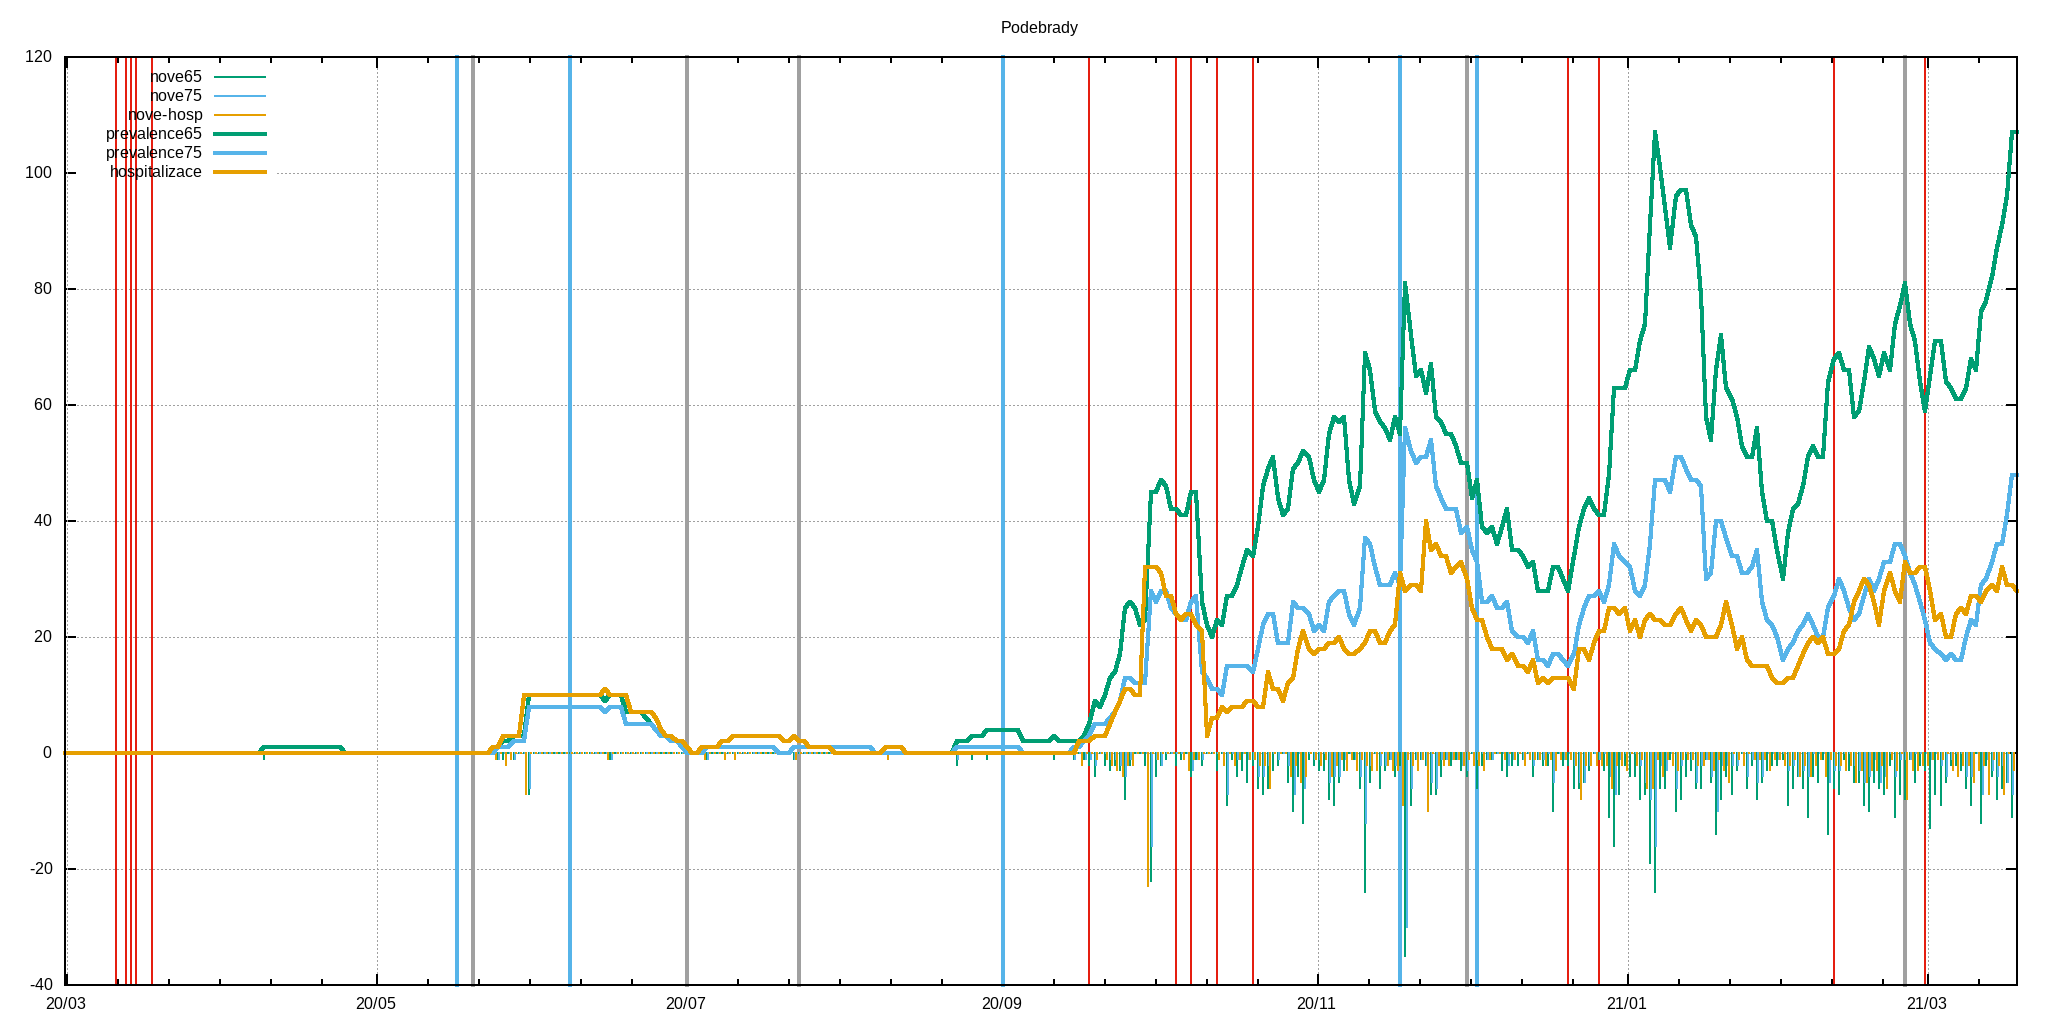 Podebrady
120
100
80
60
40
20
0
-20
-40
nove65
nove75
nove-hosp
prevalence65
prevalence75
hospitalizace
20/03 20/05 20/07 20/09 20/11 21/01 21/03